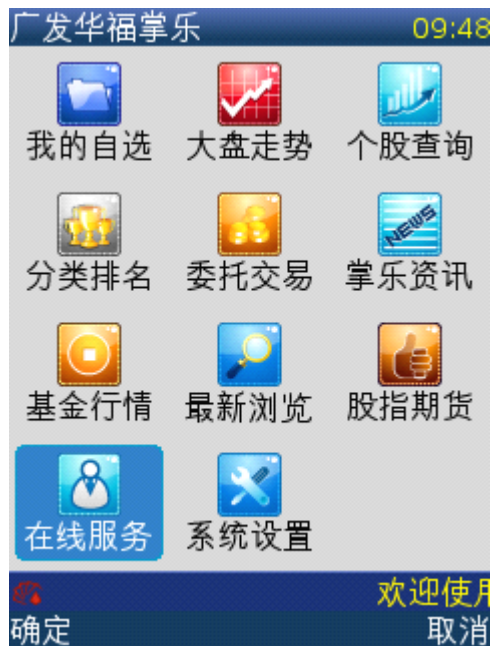 广发华福掌乐 09:48
我的自选 大盘走势 个股查询
NEWS
分类排名 委托交易 掌乐资讯
基金行情 最新浏览 股指期货
在线服务 系统设置
欢迎使用
确定 取消